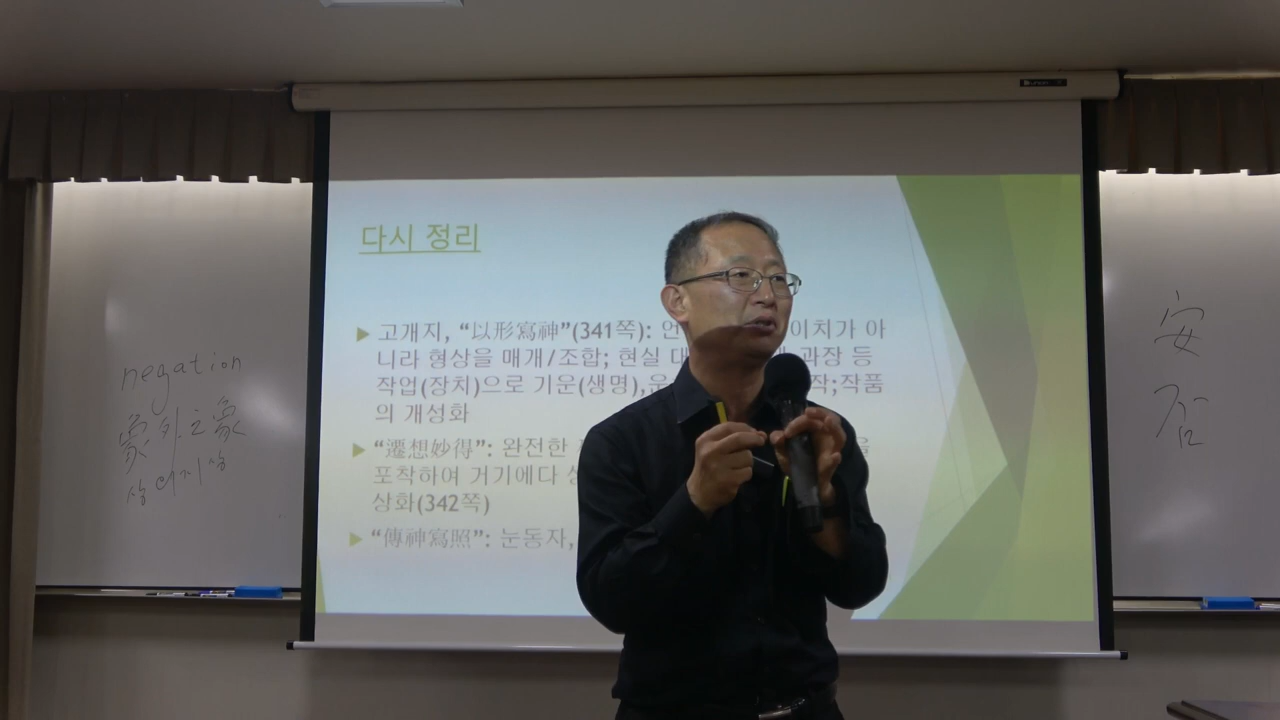 다시 정리
▶ 고개지, “以形寫神”(341쪽): 언 이치가 아
니라 형상을 매개/조합; 현실 대 과장 등
작업(장치)으로 기운(생명),운 작;작품
의 개성화
▶ “遷想妙得”: 완전한
포착하여 거기에다 을
상화(342쪽)
▶ “傳神寫照”: 눈동자,
negation
象外之象
상외지상
安